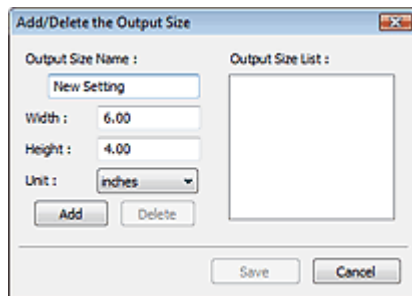 Add/Delete the Output Size
Output Size Name :
Output Size List :
New Setting
Width : 6.00
Height : 4.00
Unit : inches
Add Delete
Save Cancel